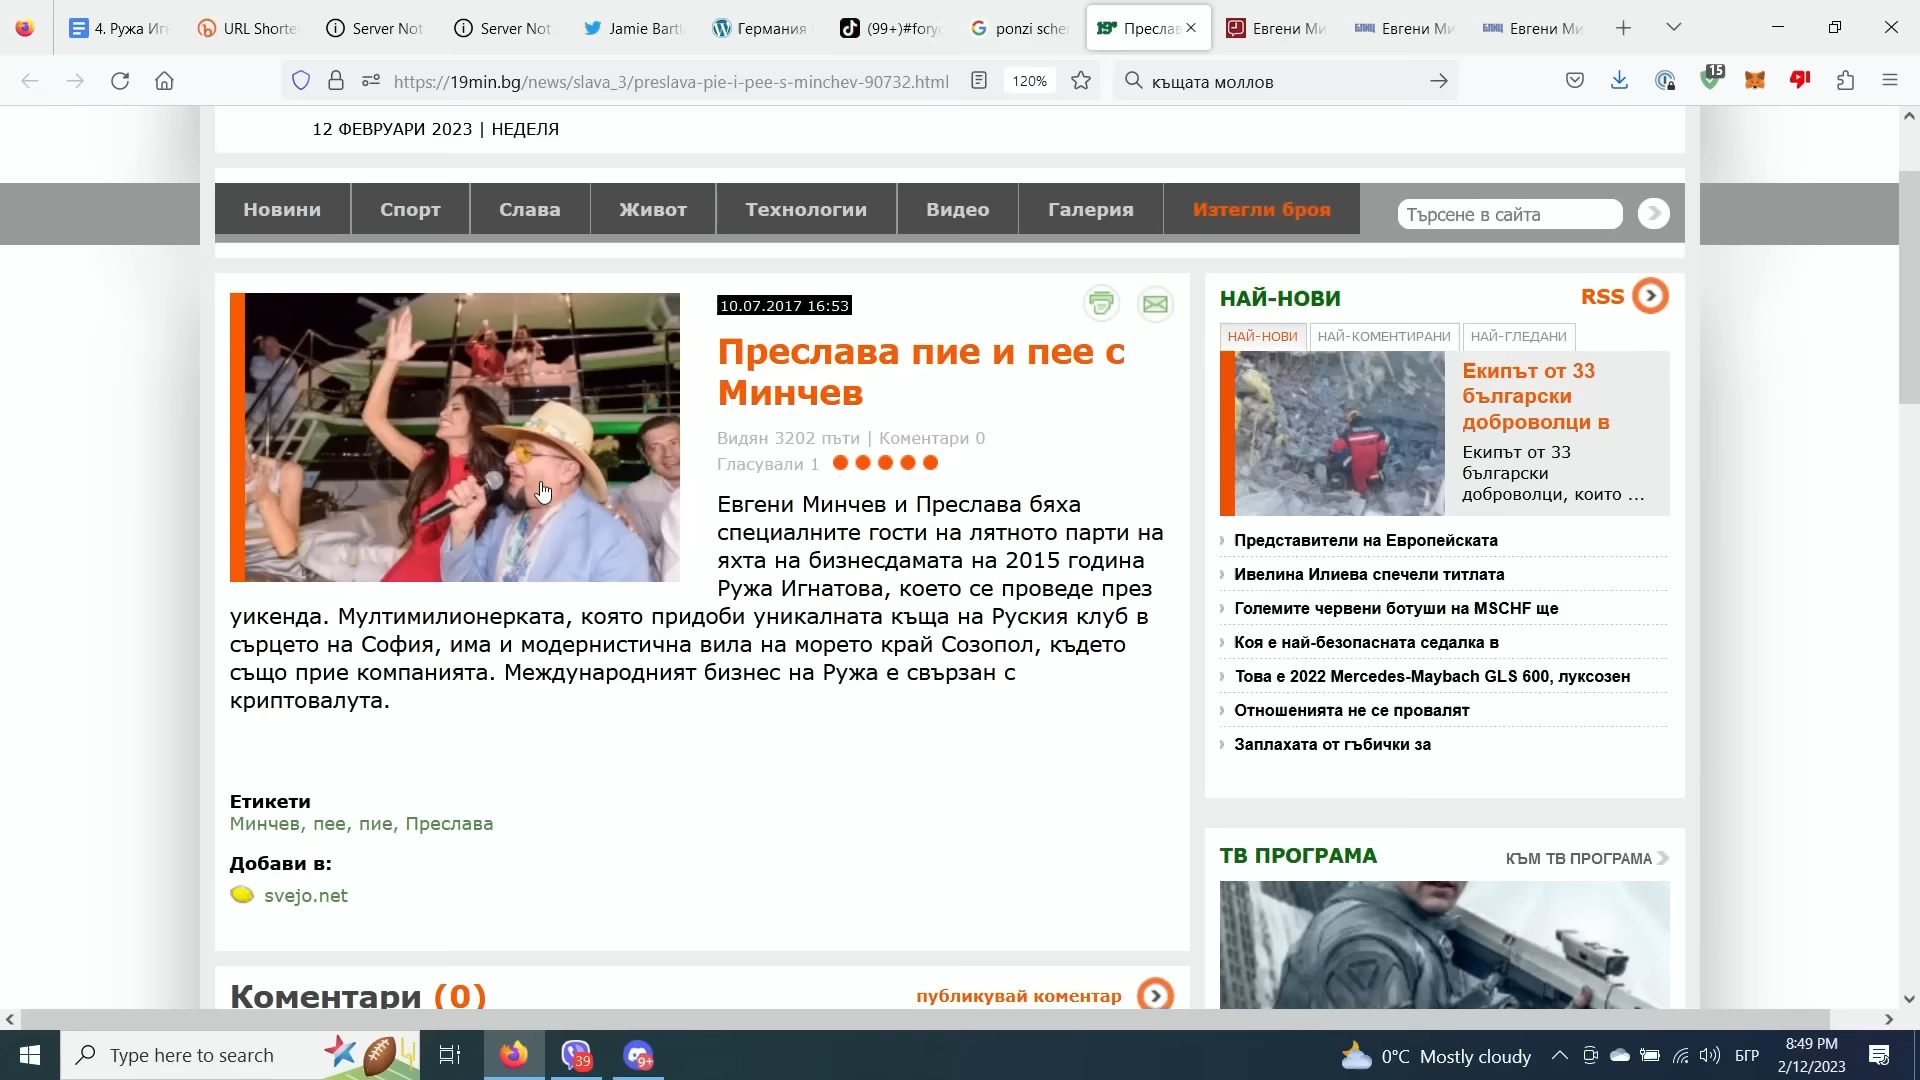 4. Ружа Игн
URL Shorte
Server Not
Server Not
Jamie Bartl
Германия
(99+)#foryo
ponzi scher
19"
Преслав
Евгени Ми
БЛИЦ
Евгени Ми
БЛИЦ
Евгени Ми
https://19min.bg/news/slava_3/preslava-pie-i-pee-s-minchev-90732.html
120%
къщата моллов
15
12 ФЕВРУАРИ 2023 | НЕДЕЛЯ
Новини
Спорт
Слава
Живот
Технологии
Видео
Галерия
Изтегли броя
Търсене в сайта
10.07.2017 16:53
Преслава пие и пее с
Минчев
Видян 3202 пъти | Коментари 0
Гласували 1
Евгени Минчев и Преслава бяха
специалните гости на лятното парти на
яхта на бизнесдамата на 2015 година
Ружа Игнатова, което се проведе през
уикенда. Мултимилионерката, която придоби уникалната къща на Руския клуб в
сърцето на София, има и модернистична вила на морето край Созопол, където
също прие компанията. Международният бизнес на Ружа е свързан с
криптовалута.
Етикети
Минчев, пее, пие, Преслава
Добави в:
svejo.net
Коментари (0)
публикувай коментар
НАЙ-НОВИ
RSS
НАЙ-НОВИ
НАЙ-КОМЕНТИРАНИ
НАЙ-ГЛЕДАНИ
Екипът от 33
български
доброволци в
Екипът от 33
български
доброволци, които ...
Представители на Европейската
Ивелина Илиева спечели титлата
Големите червени ботуши на MSCHF ще
Коя е най-безопасната седалка в
Това е 2022 Mercedes-Maybach GLS 600, луксозен
Отношенията не се провалят
Заплахата от гъбички за
ТВ ПРОГРАМА
КЪМ ТВ ПРОГРАМА
Type here to search
39
9+
0°C Mostly cloudy
БГР
8:49 PM
2/12/2023